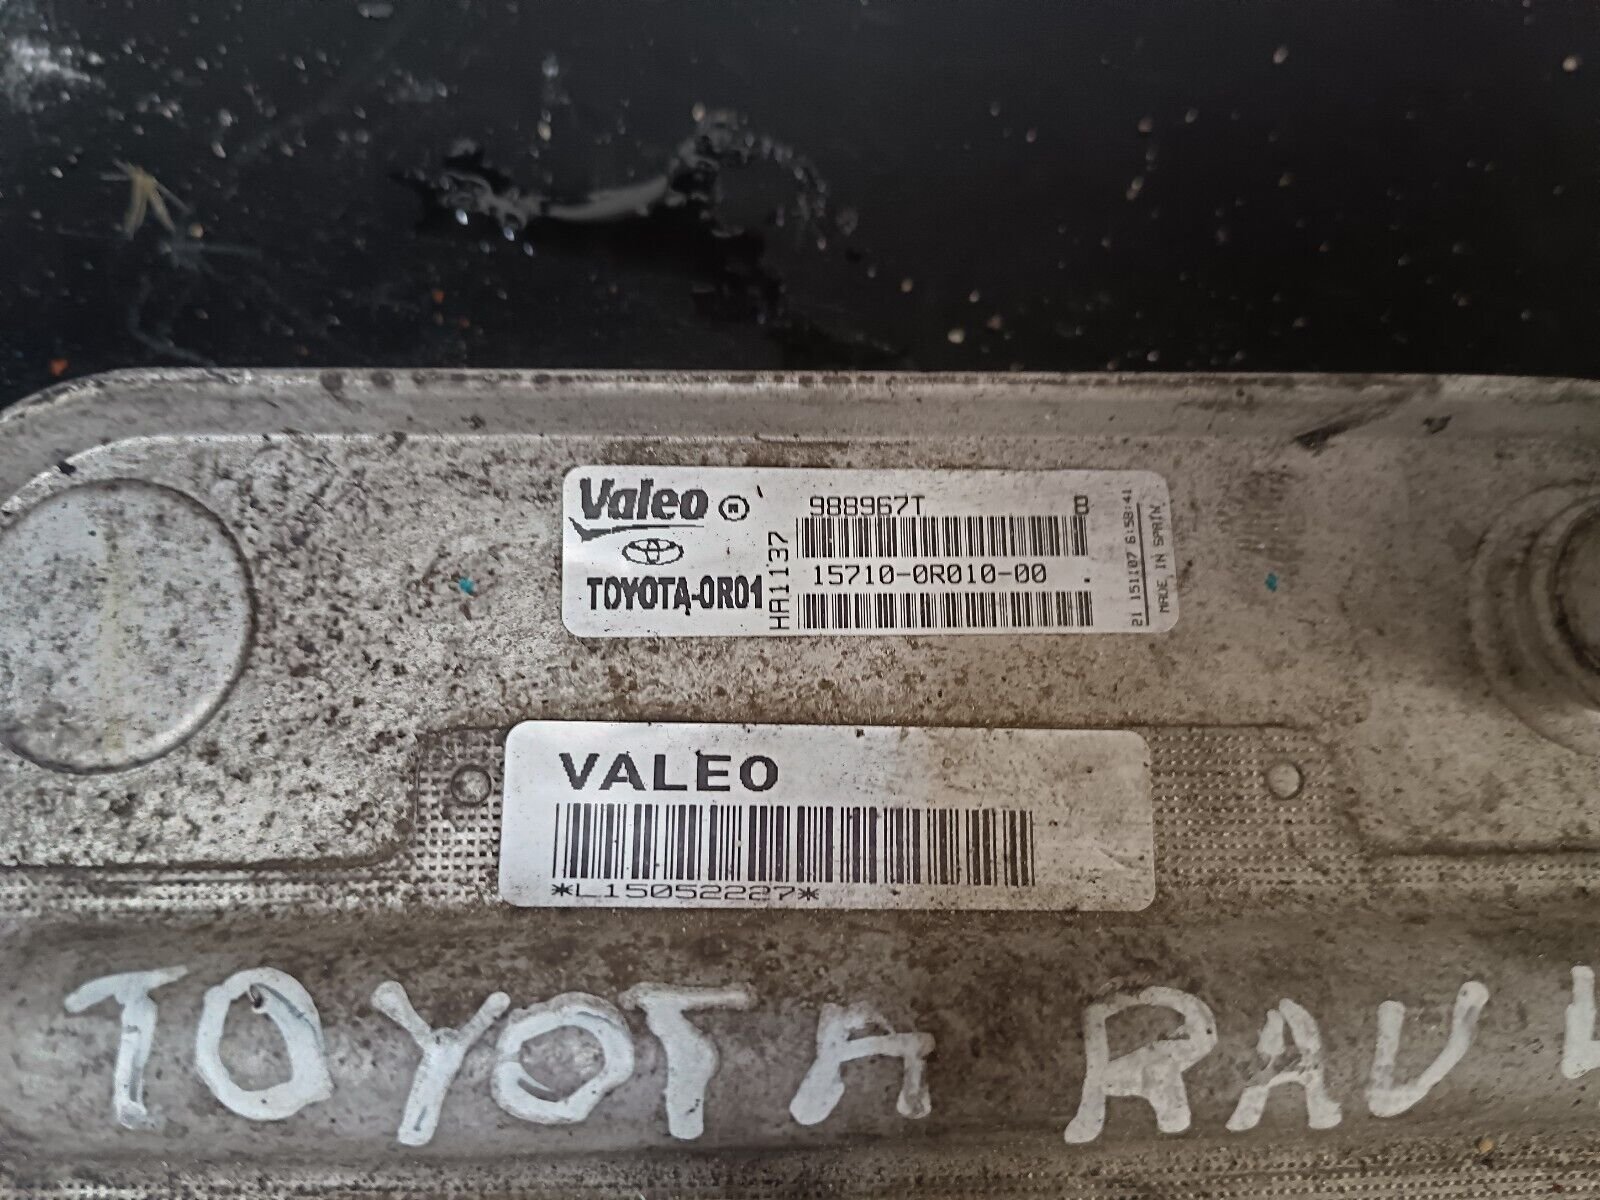 Valeo ® 988967T B
HA1137
TOYOTA-0R01
15710-0R010-00
21 151107 6:58:41
MADE IN SPAIN
VALEO
*L15052227*
TOYOTA RAV 4